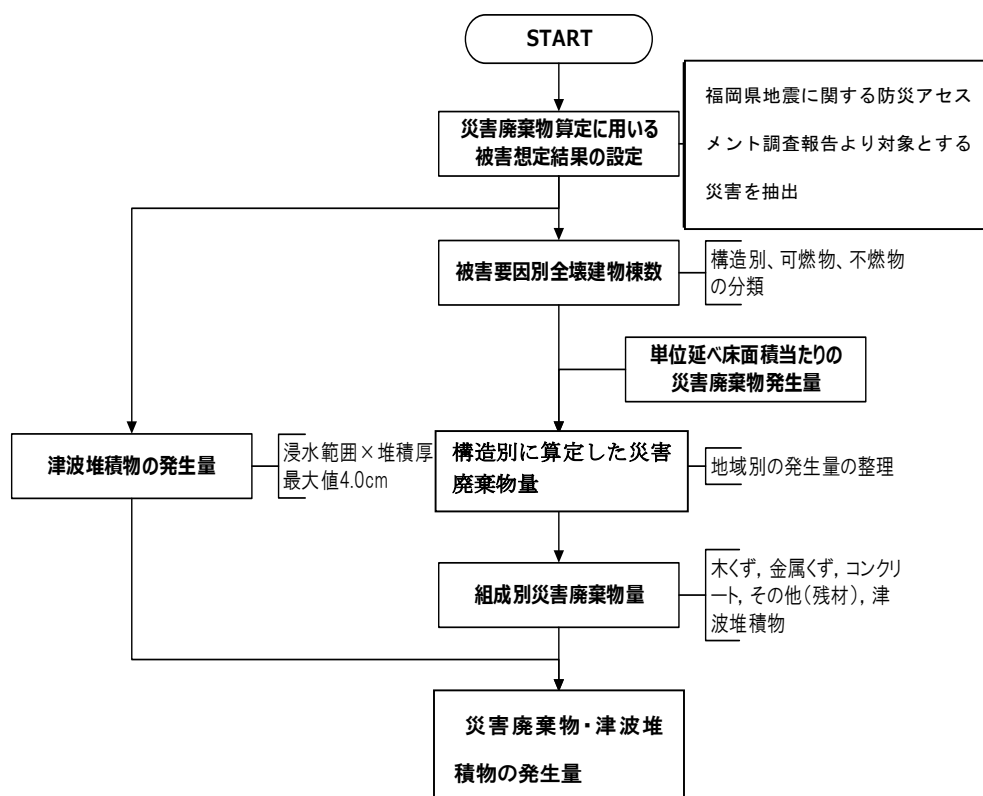 START
災害廃棄物算定に用いる
被害想定結果の設定
福岡県地震に関する防災アセス
メント調査報告より対象とする
災害を抽出
被害要因別全壊建物棟数
構造別、可燃物、不燃物
の分類
単位延べ床面積当たりの
災害廃棄物発生量
津波堆積物の発生量
浸水範囲×堆積厚
最大値4.0cm
構造別に算定した災害
廃棄物量
地域別の発生量の整理
組成別災害廃棄物量
木くず, 金属くず, コンクリ
ート, その他(残材), 津
波堆積物
災害廃棄物・津波堆
積物の発生量